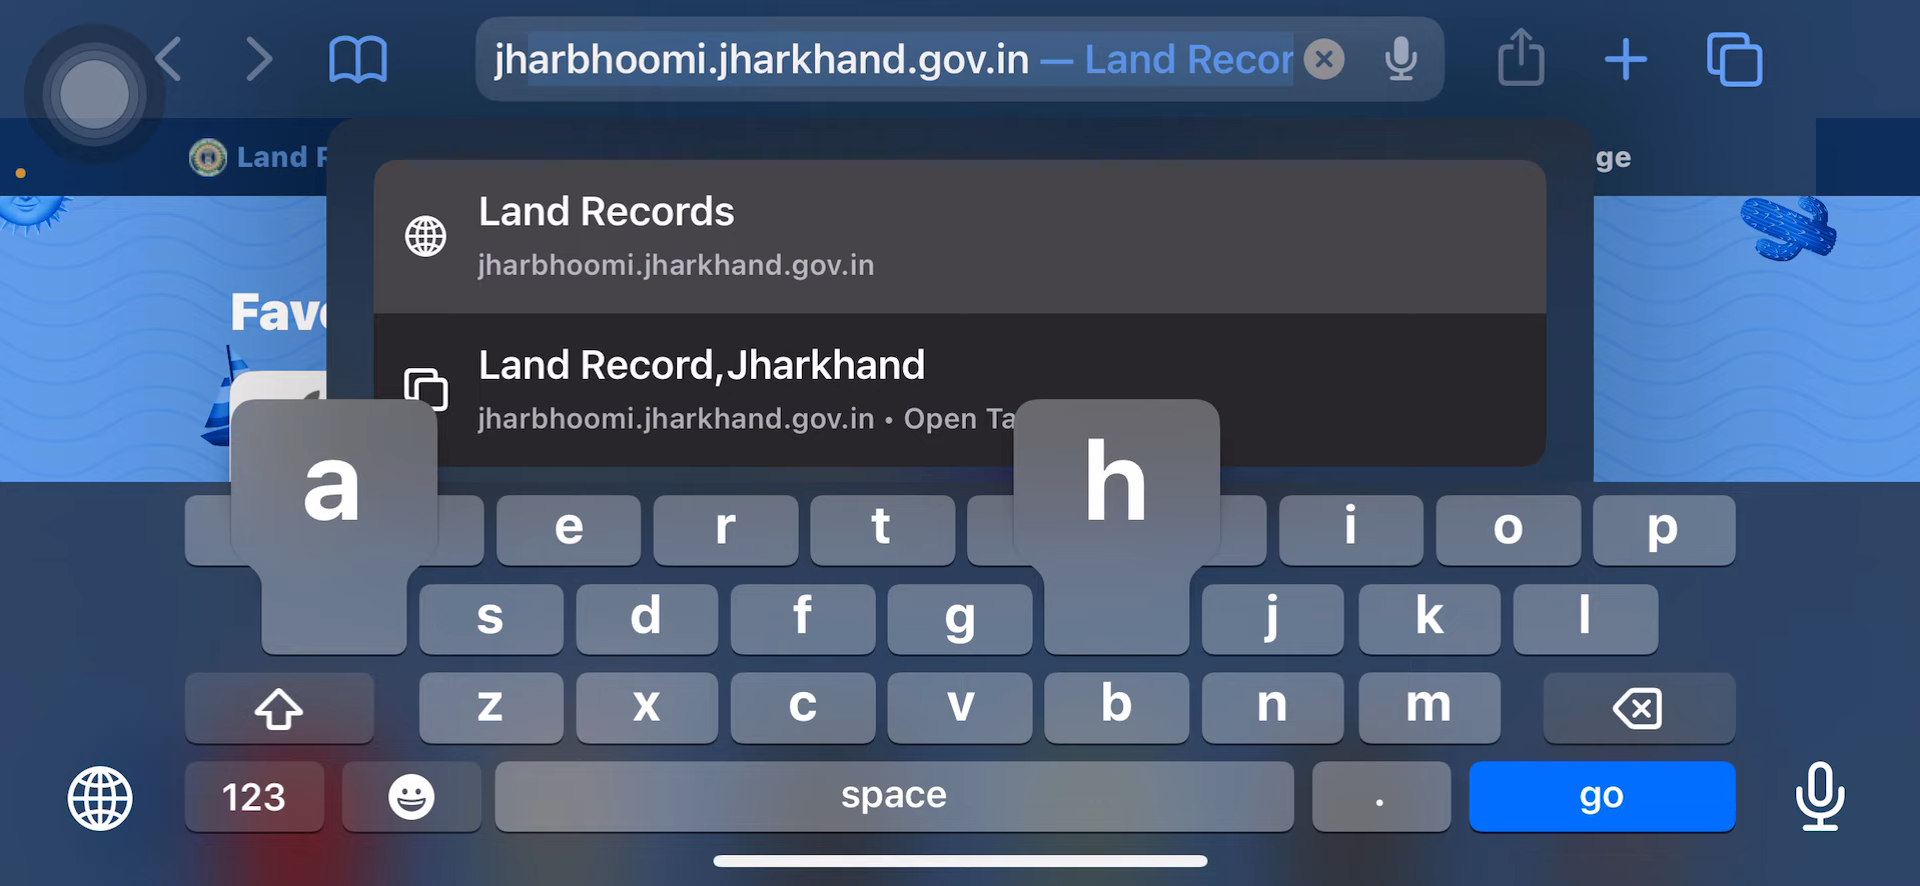 jharbhoomi.jharkhand.gov.in — Land Recor
Land R
ge
Land Records
jharbhoomi.jharkhand.gov.in
Favo
Land Record,Jharkhand
jharbhoomi.jharkhand.gov.in • Open Ta
a h
e r t i o p
s d f g j k l
z x c v b n m
123 space . go